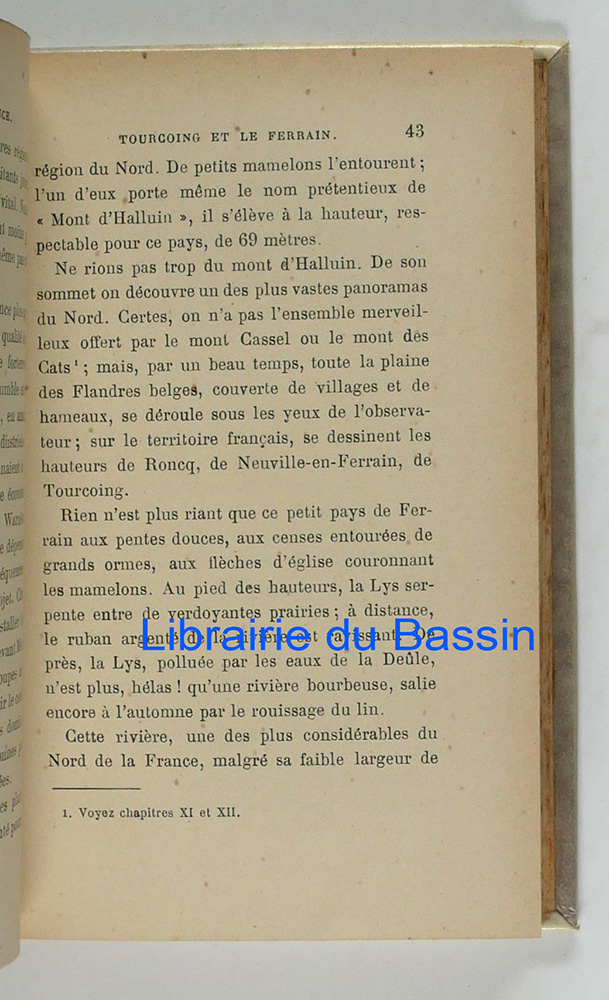 TOURCOING ET LE FERRAIN. 43
région du Nord. De petits mamelons l'entourent ;
l'un d'eux porte même le nom prétentieux de
« Mont d'Halluin », il s'élève à la hauteur, res-
pectable pour ce pays, de 69 mètres.
Ne rions pas trop du mont d'Halluin. De son
sommet on découvre un des plus vastes panoramas
du Nord. Certes, on n'a pas l'ensemble merveil-
leux offert par le mont Cassel ou le mont des
Cats¹ ; mais, par un beau temps, toute la plaine
des Flandres belges, couverte de villages et de
hameaux, se déroule sous les yeux de l'observa-
teur ; sur le territoire français, se dessinent les
hauteurs de Roncq, de Neuville-en-Ferrain, de
Tourcoing.
Rien n'est plus riant que ce petit pays de Fer-
rain aux pentes douces, aux censes entourées de
grands ormes, aux flèches d'église couronnant
les mamelons. Au pied des hauteurs, la Lys ser-
pente entre de verdoyantes prairies ; à distance,
le ruban argenté de la rivière est ravissant. De
près, la Lys, polluée par les eaux de la Deûle,
n'est plus, hélas ! qu'une rivière bourbeuse, salie
encore à l'automne par le rouissage du lin.
Cette rivière, une des plus considérables du
Nord de la France, malgré sa faible largeur de
1. Voyez chapitres XI et XII.
Librairie du Bassin